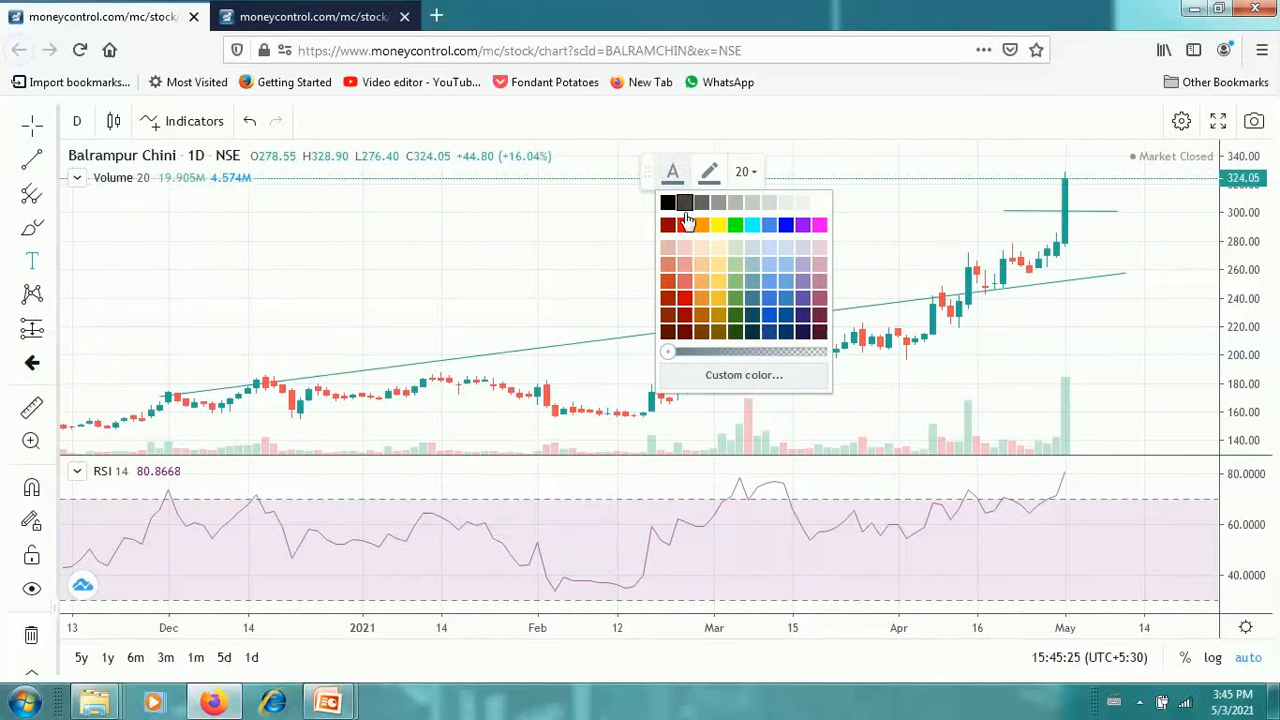 moneycontrol.com/mc/stock/
moneycontrol.com/mc/stock/
https://www.moneycontrol.com/mc/stock/chart?scId=BALRAMCHIN&ex=NSE
Import bookmarks...
Most Visited
Getting Started
Video editor - YouTu...
Fondant Potatoes
New Tab
WhatsApp
Other Bookmarks
D
Indicators
Balrampur Chini · 1D · NSE O278.55 H328.90 L276.40 C324.05 +44.80 (+16.04%)
Market Closed
Volume 20 19.905M 4.574M
A
20
T
Custom color...
340.00
324.05
300.00
280.00
260.00
240.00
220.00
200.00
180.00
160.00
140.00
RSI 14 80.8668
80.0000
60.0000
40.0000
13 Dec 14 2021 14 Feb 12 Mar 15 Apr 16 May 14
5y 1y 6m 3m 1m 5d 1d
15:45:25 (UTC+5:30)
% log auto
3:45 PM
5/3/2021